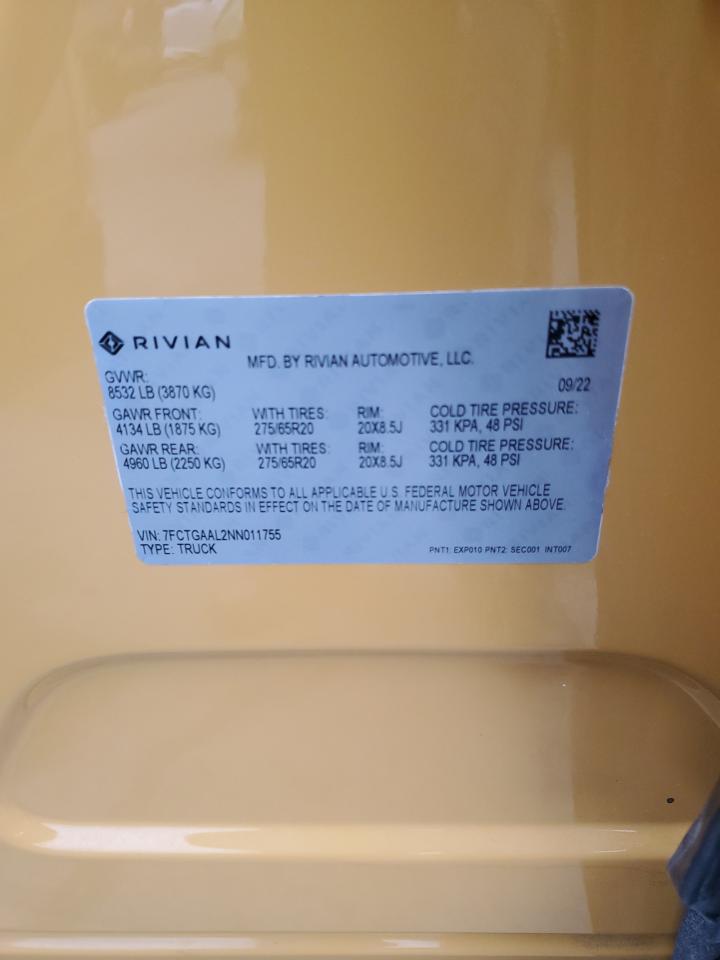 RIVIAN
MFD. BY RIVIAN AUTOMOTIVE, LLC.
GVWR:
8532 LB (3870 KG)
09/22
GAWR FRONT: WITH TIRES: RIM: COLD TIRE PRESSURE:
4134 LB (1875 KG) 275/65R20 20X8.5J 331 KPA, 48 PSI
GAWR REAR: WITH TIRES: RIM: COLD TIRE PRESSURE:
4960 LB (2250 KG) 275/65R20 20X8.5J 331 KPA, 48 PSI
THIS VEHICLE CONFORMS TO ALL APPLICABLE U.S. FEDERAL MOTOR VEHICLE
SAFETY STANDARDS IN EFFECT ON THE DATE OF MANUFACTURE SHOWN ABOVE.
VIN: 7FCTGAAL2NN011755
TYPE: TRUCK
PNT1: EXP010 PNT2: SEC001 INT007